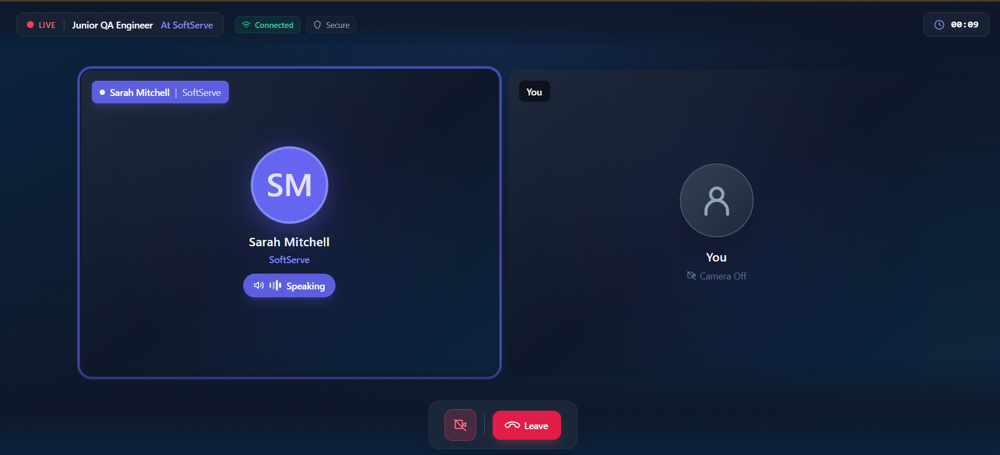 LIVE Junior QA Engineer At SoftServe Connected Secure 00:09
Sarah Mitchell | SoftServe
You
SM
Sarah Mitchell
SoftServe
Speaking
You
Camera Off
Leave